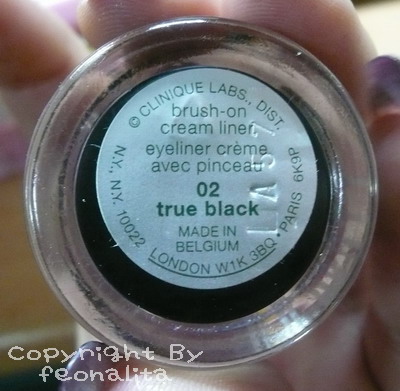 © CLINIQUE LABS., DIST.
N.Y., N.Y. 10022
LONDON W1K 3BQ • PARIS
6K9P
brush-on
cream liner
eyeliner crème
avec pinceau
02
true black
MADE IN
BELGIUM
LA57
Copyright By
feonalita